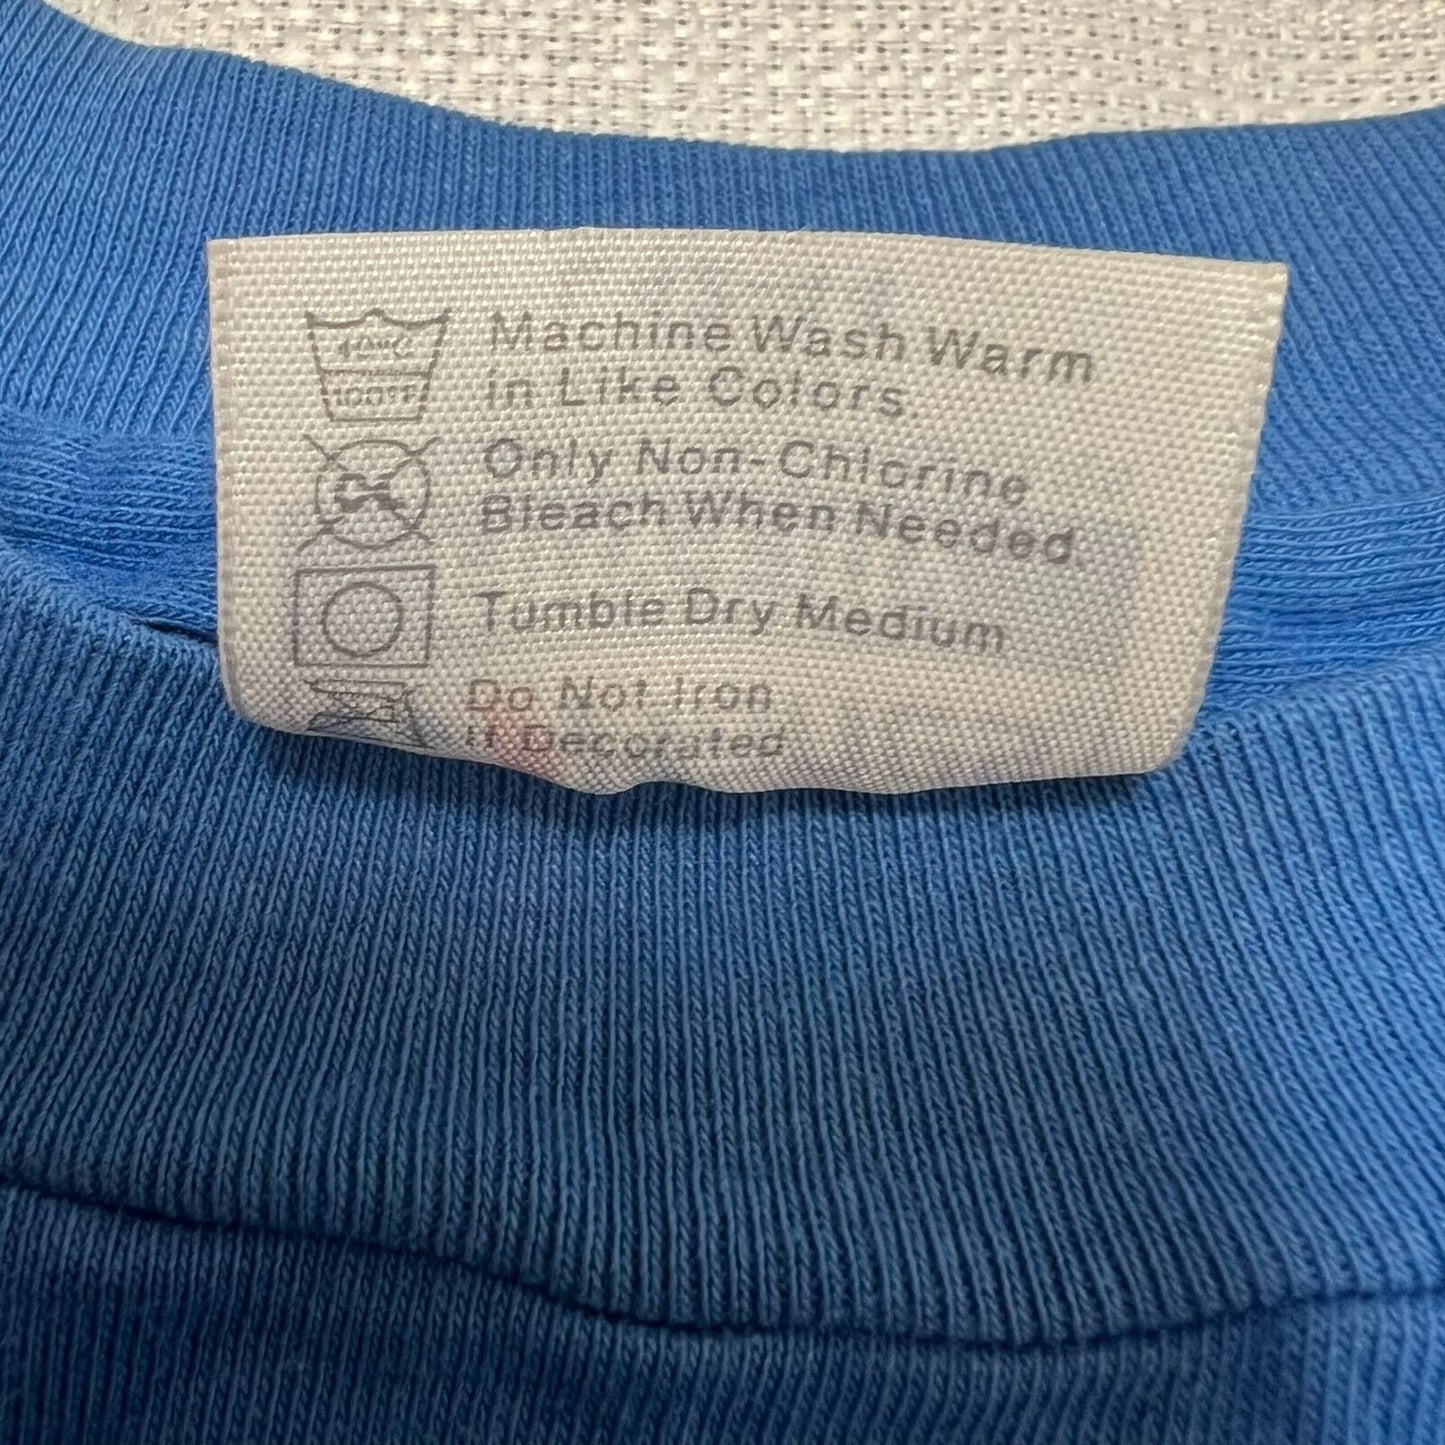 Machine Wash Warm
in Like Colors.
Only Non-Chlorine
Bleach When Needed.
Tumble Dry Medium
Do Not Iron
If Decorated